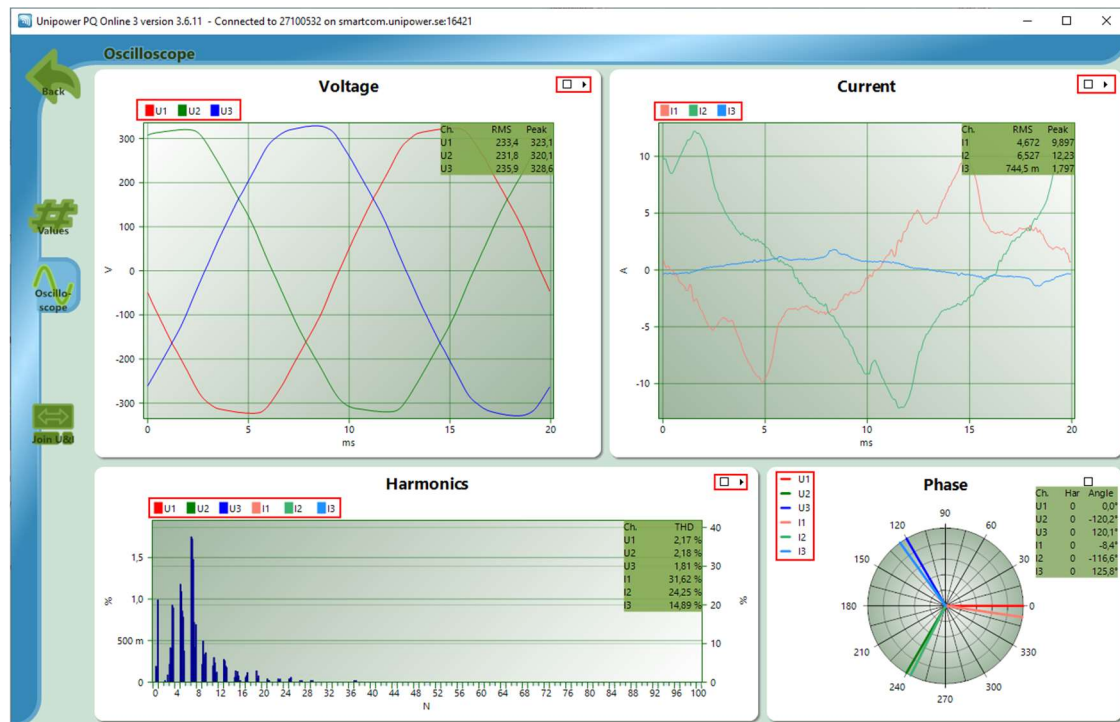 Unipower PQ Online 3 version 3.6.11 - Connected to 27100532 on smartcom.unipower.se:16421
Oscilloscope
Back
Values
Oscillo-
scope
Join U&I
Voltage
U1 U2 U3
Ch. RMS Peak
U1 233,4 323,1
U2 231,8 320,1
U3 235,9 328,6
300
200
100
0
-100
-200
-300
V
0 5 10 15 20
ms
Current
I1 I2 I3
Ch. RMS Peak
I1 4,672 9,897
I2 6,527 12,23
I3 744,5 m 1,797
10
5
0
-5
-10
A
0 5 10 15 20
ms
Harmonics
U1 U2 U3 I1 I2 I3
Ch. THD
U1 2,17 %
U2 2,18 %
U3 1,81 %
I1 31,62 %
I2 24,25 %
I3 14,89 %
1,5
1,0
500 m
0
%
40
30
20
10
0
%
0 4 8 12 16 20 24 28 32 36 40 44 48 52 56 60 64 68 72 76 80 84 88 92 96 100
N
Phase
U1
U2
U3
I1
I2
I3
Ch. Har Angle
U1 0 0,0°
U2 0 -120,2°
U3 0 120,1°
I1 0 -8,4°
I2 0 -116,6°
I3 0 125,8°
90
120 60
150 30
180 0
210 330
240 300
270